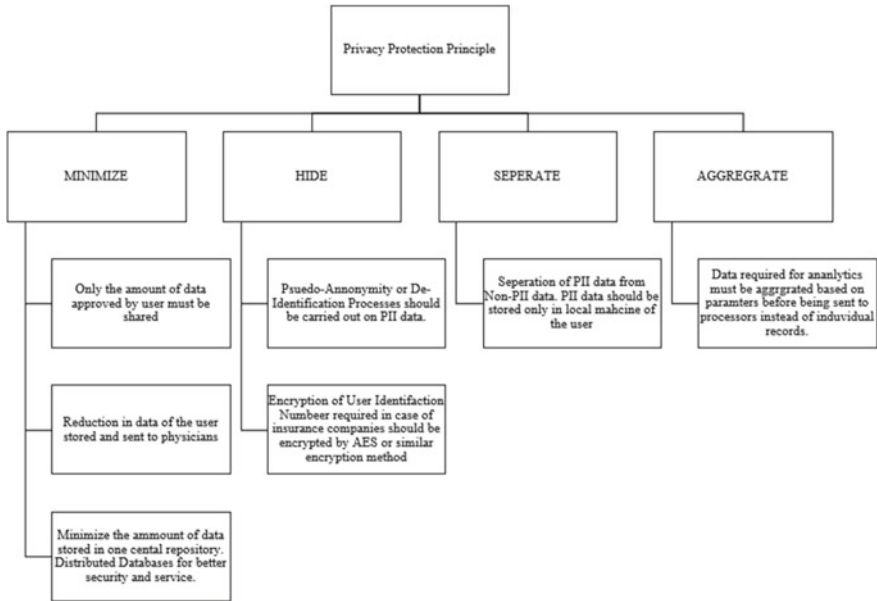 Privacy Protection Principle
MINIMIZE
HIDE
SEPERATE
AGGREGRATE
Only the amount of data
approved by user must be
shared
Psuedo-Annonymity or De-
Identification Processes should
be carried out on PII data.
Seperation of PII data from
Non-PII data. PII data should be
stored only in local mahcine of
the user
Data required for ananlytics
must be aggrgrated based on
paramters before being sent to
processors instead of induvidual
records.
Reduction in data of the user
stored and sent to physicians
Encryption of User Identifaction
Numbeer required in case of
insurance companies should be
encrypted by AES or similar
encryption method
Minimize the ammount of data
stored in one cental repository.
Distributed Databases for better
security and service.